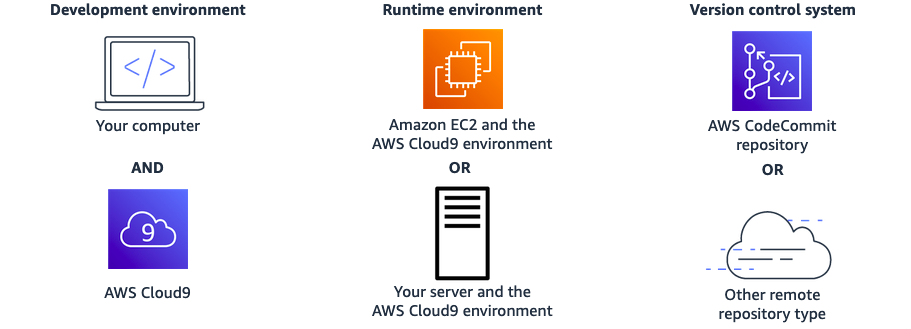 Development environment
Runtime environment
Version control system
</>
Your computer
Amazon EC2 and the
AWS Cloud9 environment
</>
AWS CodeCommit
repository
AND
OR
OR
9
AWS Cloud9
Your server and the
AWS Cloud9 environment
Other remote
repository type